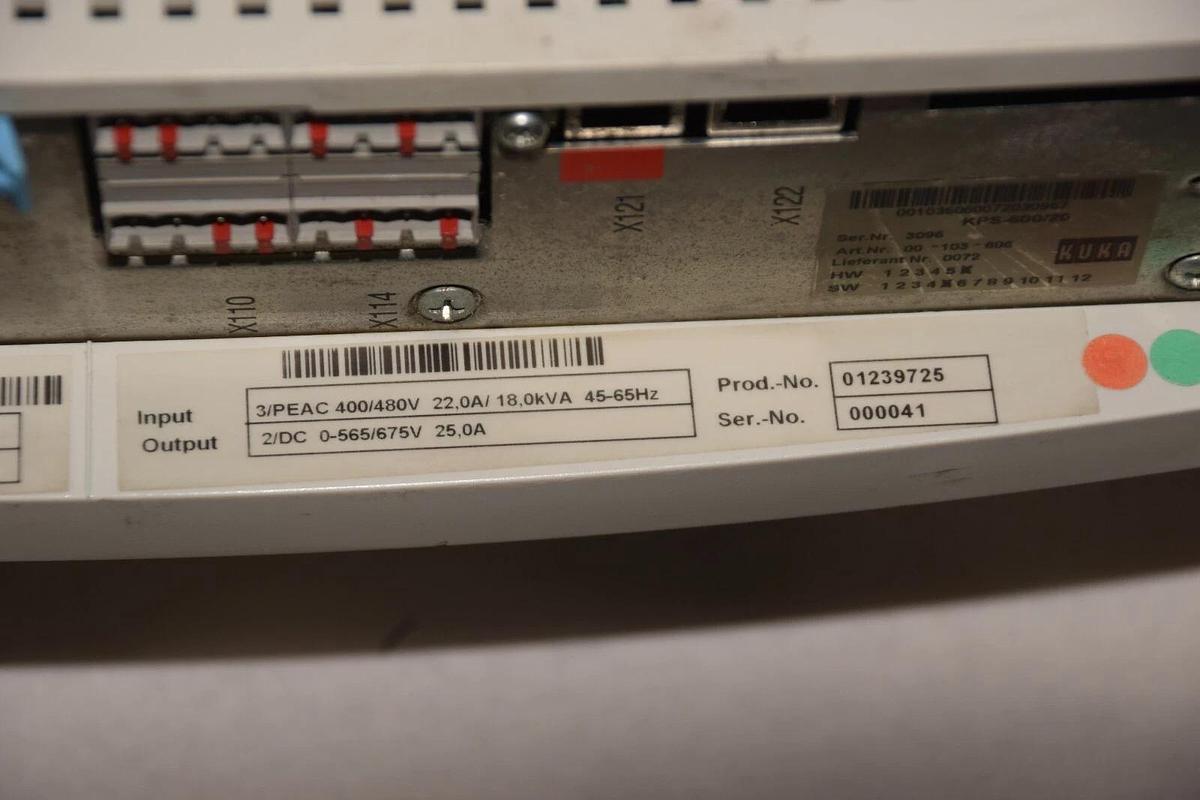 X121
X122
KPS-600/20
Ser.Nr. 3096
Art.Nr. 00-103-606
Lieferant Nr. 0072
KUKA
HW 1 2 3 4 5
SW 1 2 3 4 6 7 8 9 10 11 12
X110
X114
Input 3/PEAC 400/480V 22,0A/ 18,0kVA 45-65Hz
Output 2/DC 0-565/675V 25,0A
Prod.-No. 01239725
Ser.-No. 000041